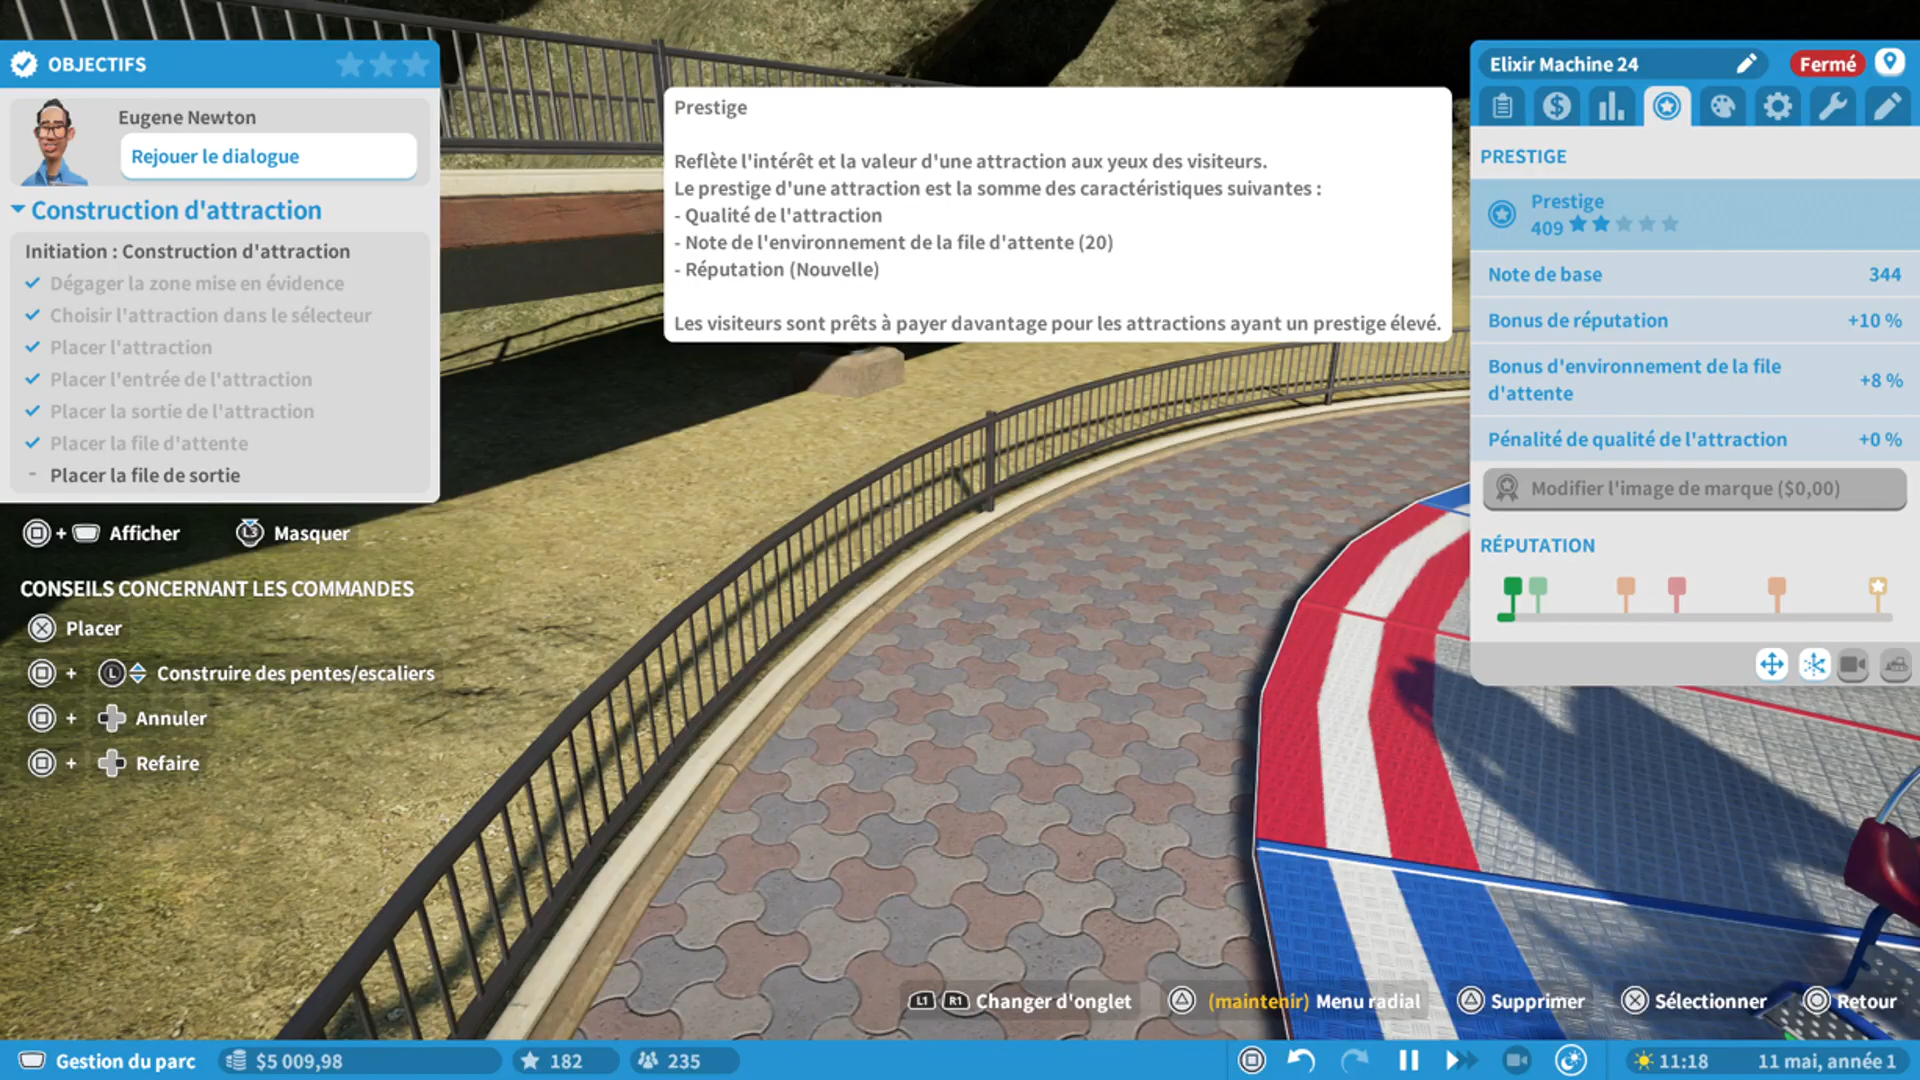 OBJECTIFS
Eugene Newton
Rejouer le dialogue
Construction d'attraction
Initiation : Construction d'attraction
Dégager la zone mise en évidence
Choisir l'attraction dans le sélecteur
Placer l'attraction
Placer l'entrée de l'attraction
Placer la sortie de l'attraction
Placer la file d'attente
- Placer la file de sortie
+ Afficher
L3 Masquer
CONSEILS CONCERNANT LES COMMANDES
Placer
+ L Construire des pentes/escaliers
+ Annuler
+ Refaire
Prestige
Reflète l'intérêt et la valeur d'une attraction aux yeux des visiteurs.
Le prestige d'une attraction est la somme des caractéristiques suivantes :
- Qualité de l'attraction
- Note de l'environnement de la file d'attente (20)
- Réputation (Nouvelle)
Les visiteurs sont prêts à payer davantage pour les attractions ayant un prestige élevé.
Elixir Machine 24
Fermé
PRESTIGE
Prestige
409
Note de base 344
Bonus de réputation +10 %
Bonus d'environnement de la file
d'attente +8 %
Pénalité de qualité de l'attraction +0 %
Modifier l'image de marque ($0,00)
RÉPUTATION
L1 R1 Changer d'onglet
(maintenir) Menu radial
Supprimer
Sélectionner
Retour
Gestion du parc
$5 009,98
182
235
11:18
11 mai, année 1